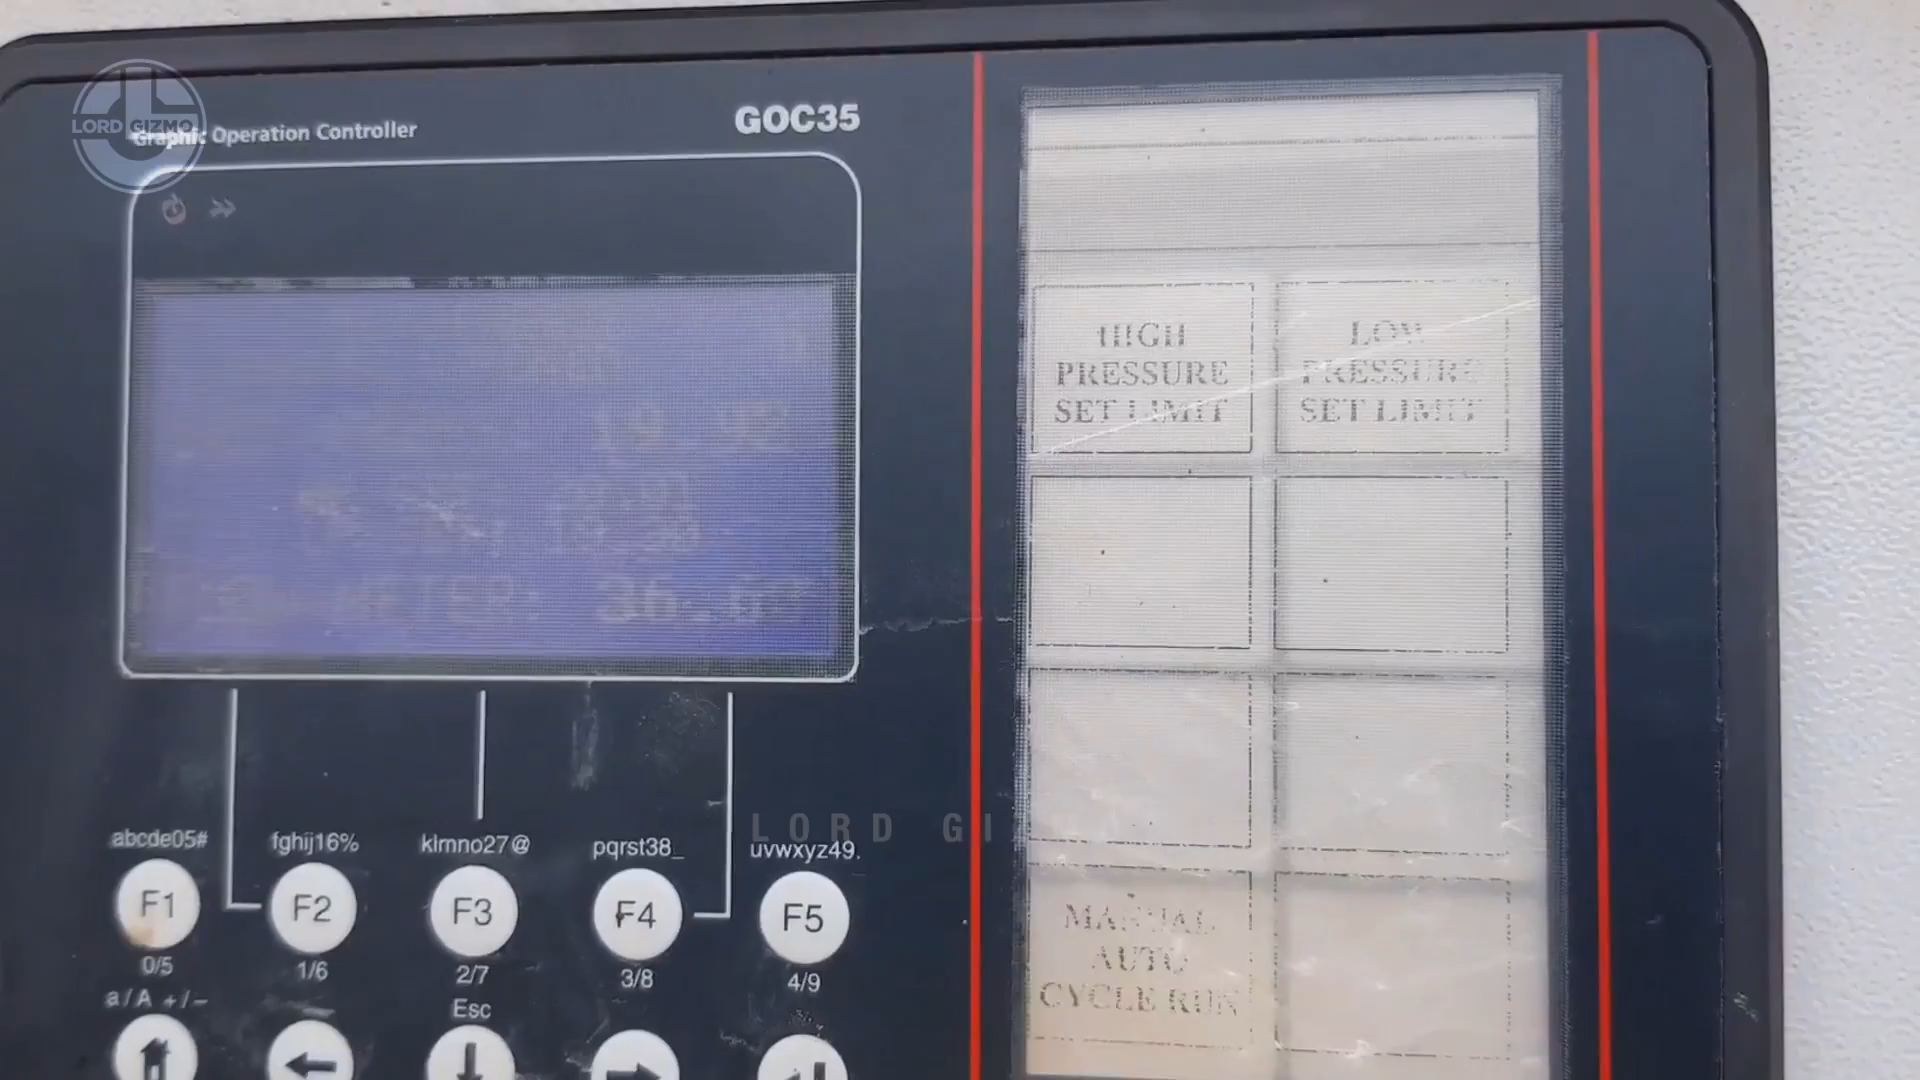 LORD GIZMO
Graphic Operation Controller
GOC35
HIGH
PRESSURE
SET LIMIT
LOW
PRESSURE
SET LIMIT
METER:
LORD
abcde05#
fghij16%
klmno27@
pqrst38_
uvwxyz49.
F1
F2
F3
F4
F5
0/5
1/6
2/7
3/8
4/9
a/A +/-
Esc
MANUAL
AUTO
CYCLE RUN